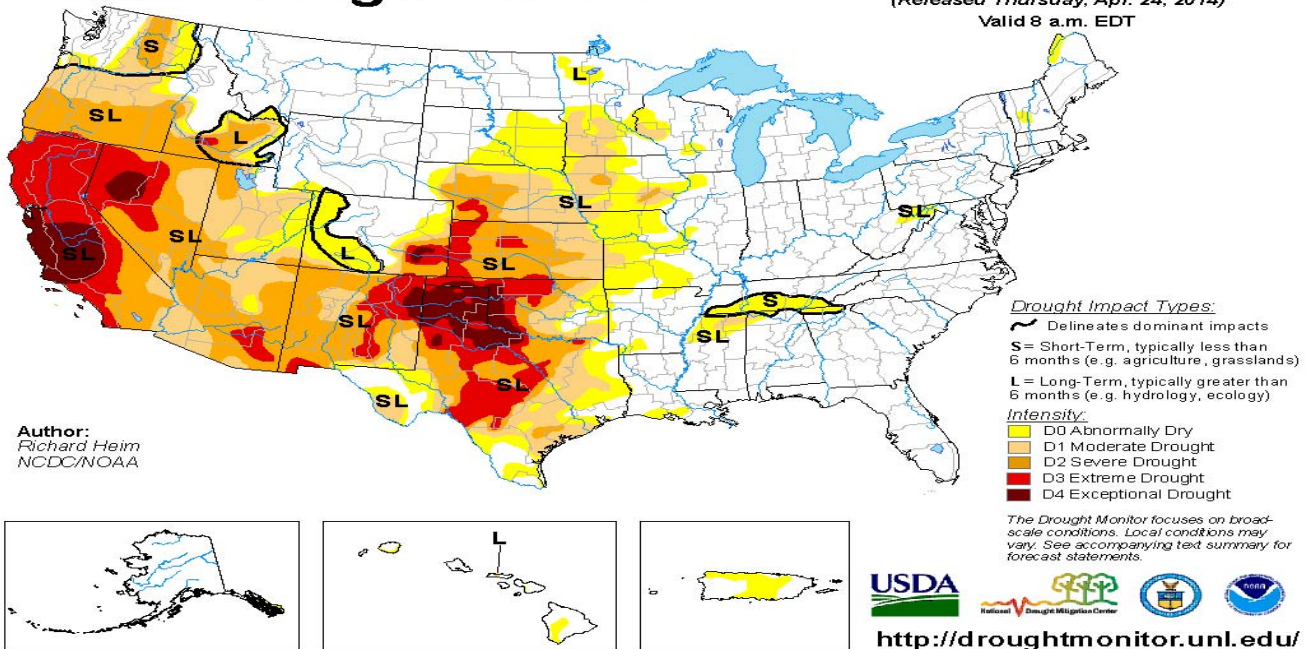 (Released Thursday, Apr. 24, 2014)
Valid 8 a.m. EDT
S
L
SL
L
SL
SL
SL
L
SL
SL
S
SL
SL
SL
SL
Drought Impact Types:
Delineates dominant impacts
S = Short-Term, typically less than
6 months (e.g. agriculture, grasslands)
L = Long-Term, typically greater than
6 months (e.g. hydrology, ecology)
Intensity:
D0 Abnormally Dry
D1 Moderate Drought
D2 Severe Drought
D3 Extreme Drought
D4 Exceptional Drought
Author:
Richard Heim
NCDC/NOAA
The Drought Monitor focuses on broad-
scale conditions. Local conditions may
vary. See accompanying text summary for
forecast statements.
L
USDA
National Drought Mitigation Center
noaa
http://droughtmonitor.unl.edu/